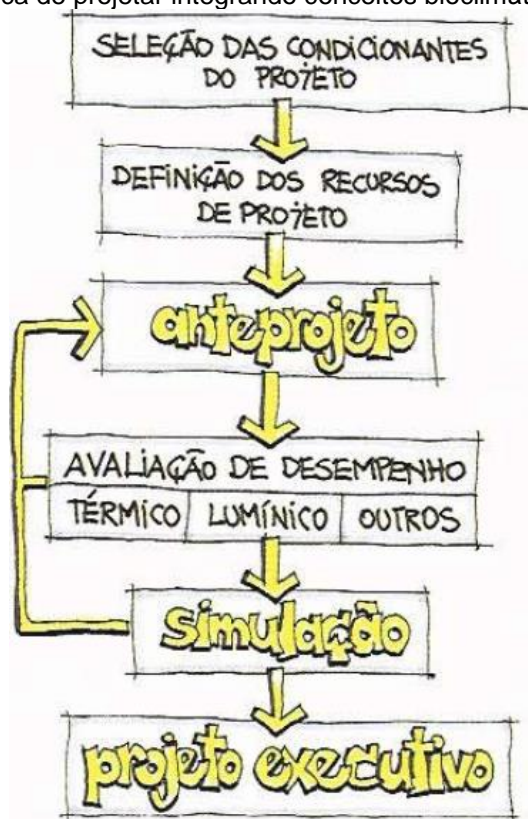 de projetar integrando conceitos
SELEÇÃO DAS CONDICIONANTES
DO PROJETO
DEFINIÇÃO DOS RECURSOS
DE PROJETO
anteprojeto
AVALIAÇÃO DE DESEMPENHO
TÉRMICO LUMÍNICO OUTROS
simulação
projeto executivo